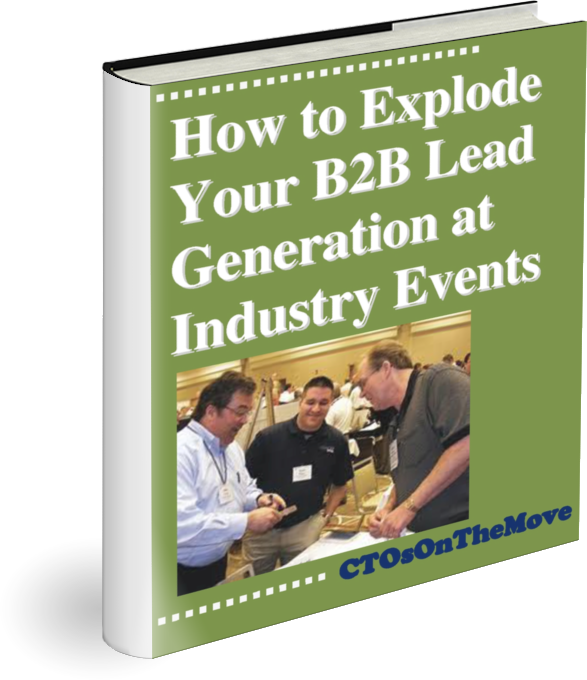 How to Explode
Your B2B Lead
Generation at
Industry Events
CTOsOnTheMove